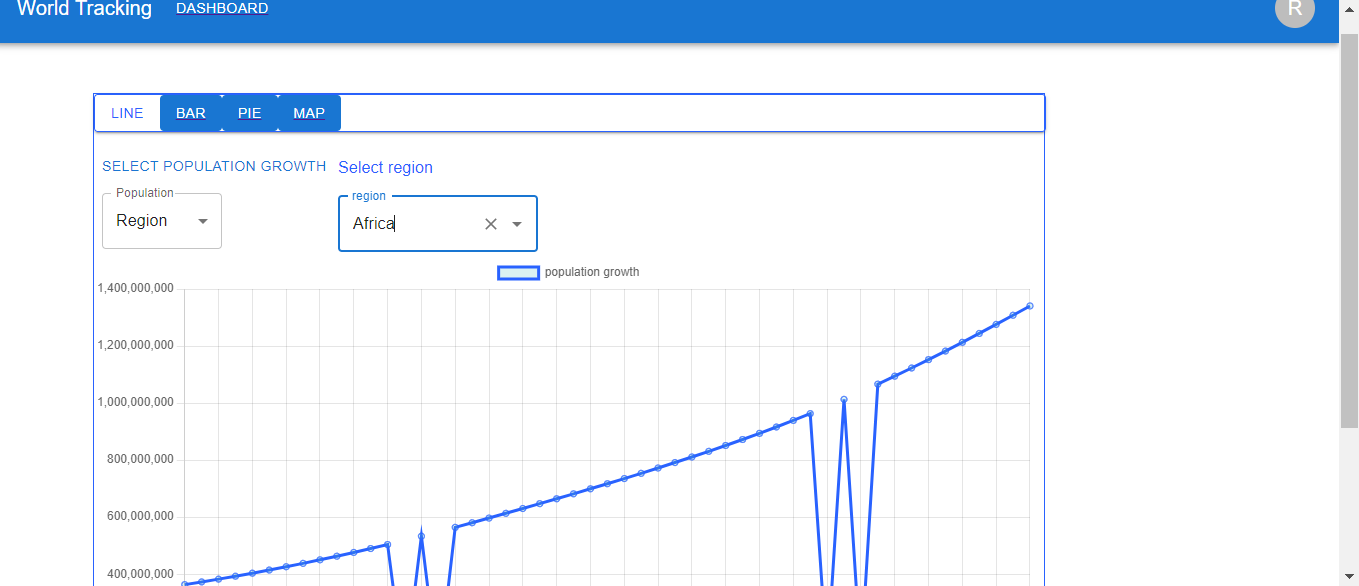 World Tracking DASHBOARD R
LINE BAR PIE MAP
SELECT POPULATION GROWTH Select region
Population region
Region Africa
population growth
1,400,000,000
1,200,000,000
1,000,000,000
800,000,000
600,000,000
400,000,000